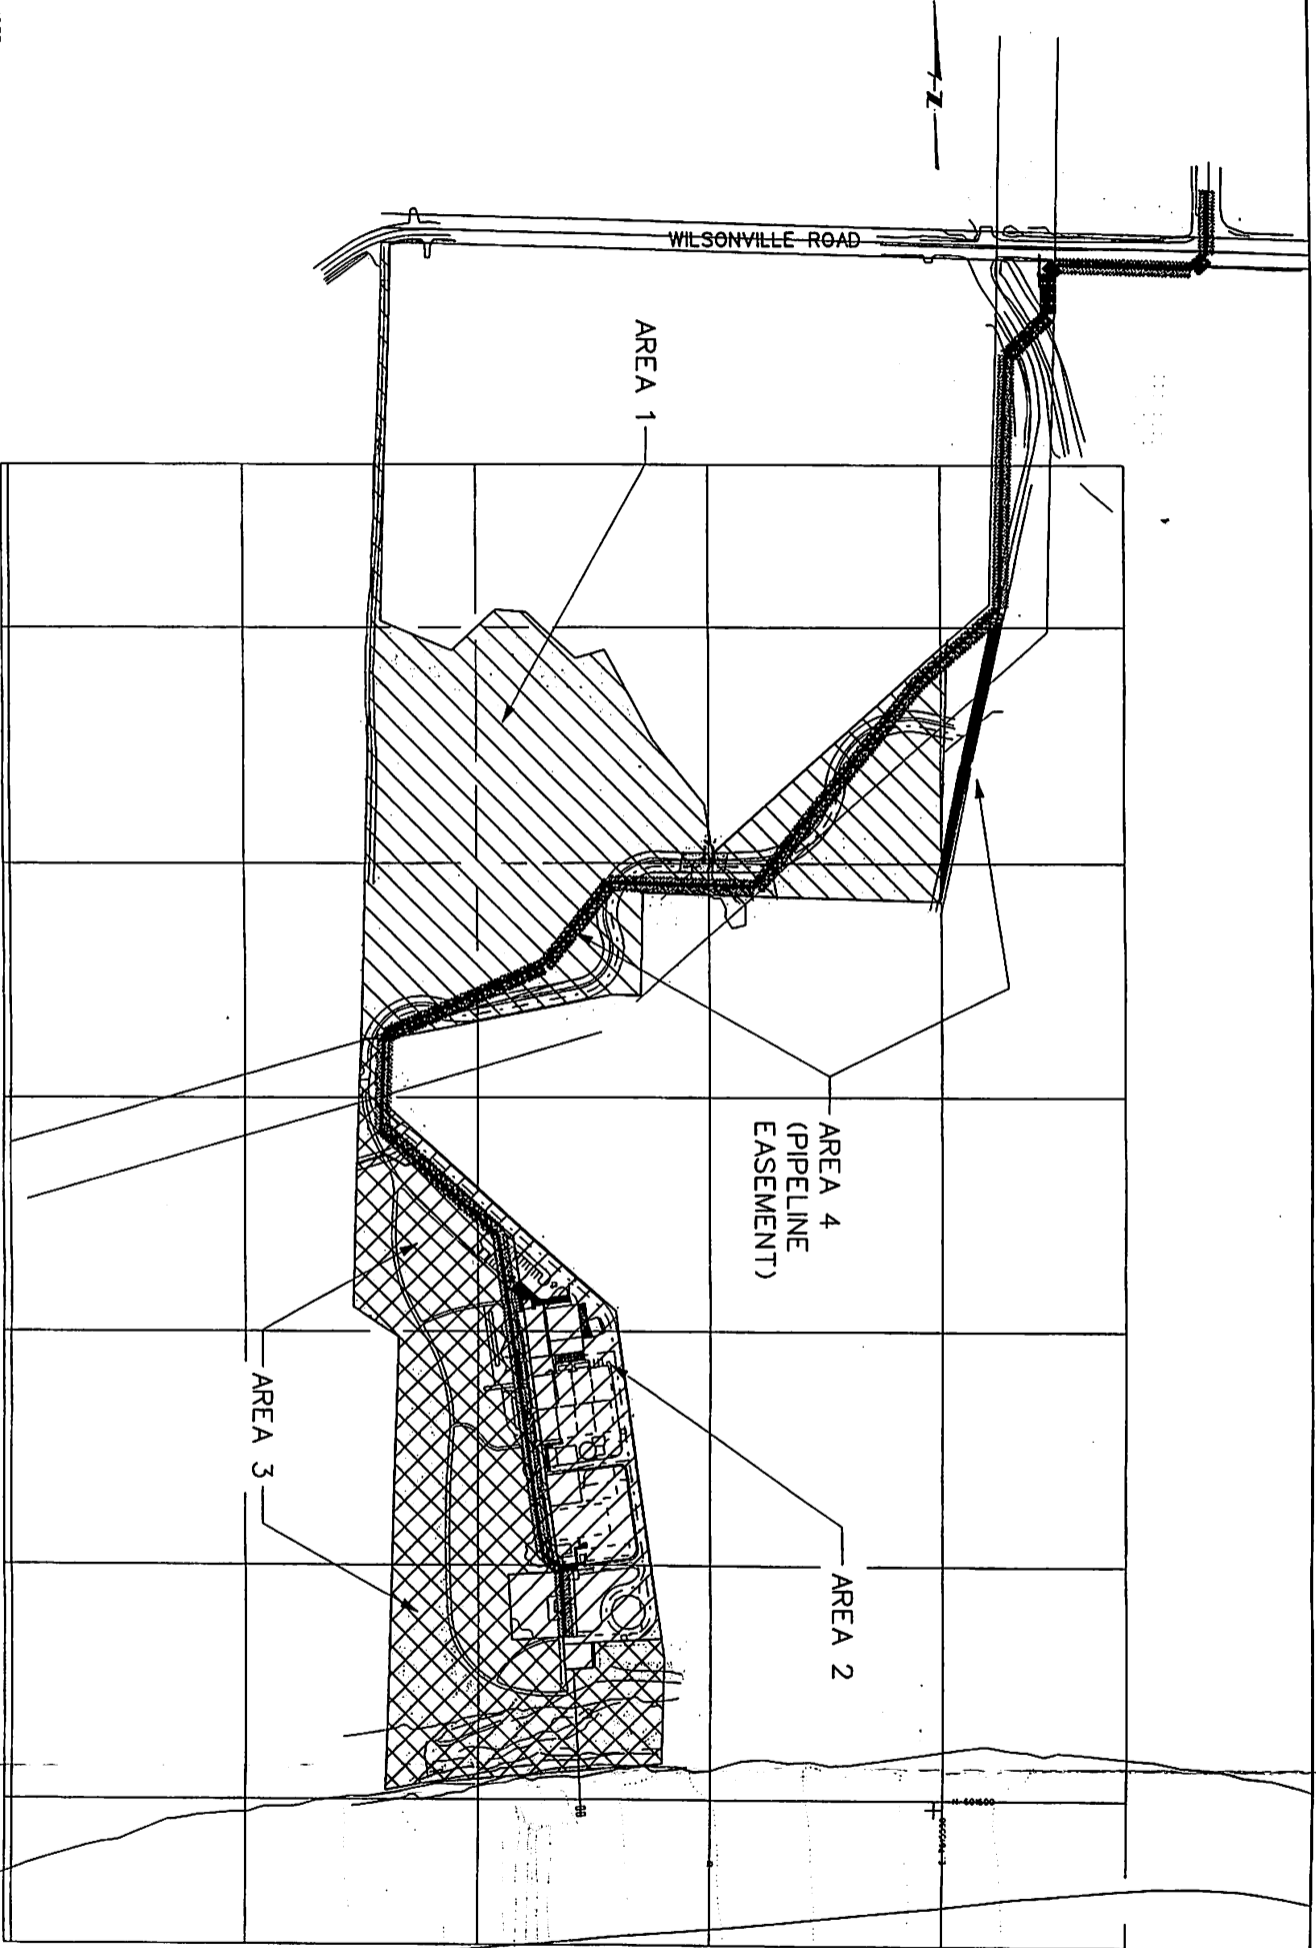 Z
WILSONVILLE ROAD
AREA 1
AREA 4
(PIPELINE
EASEMENT)
AREA 2
AREA 3